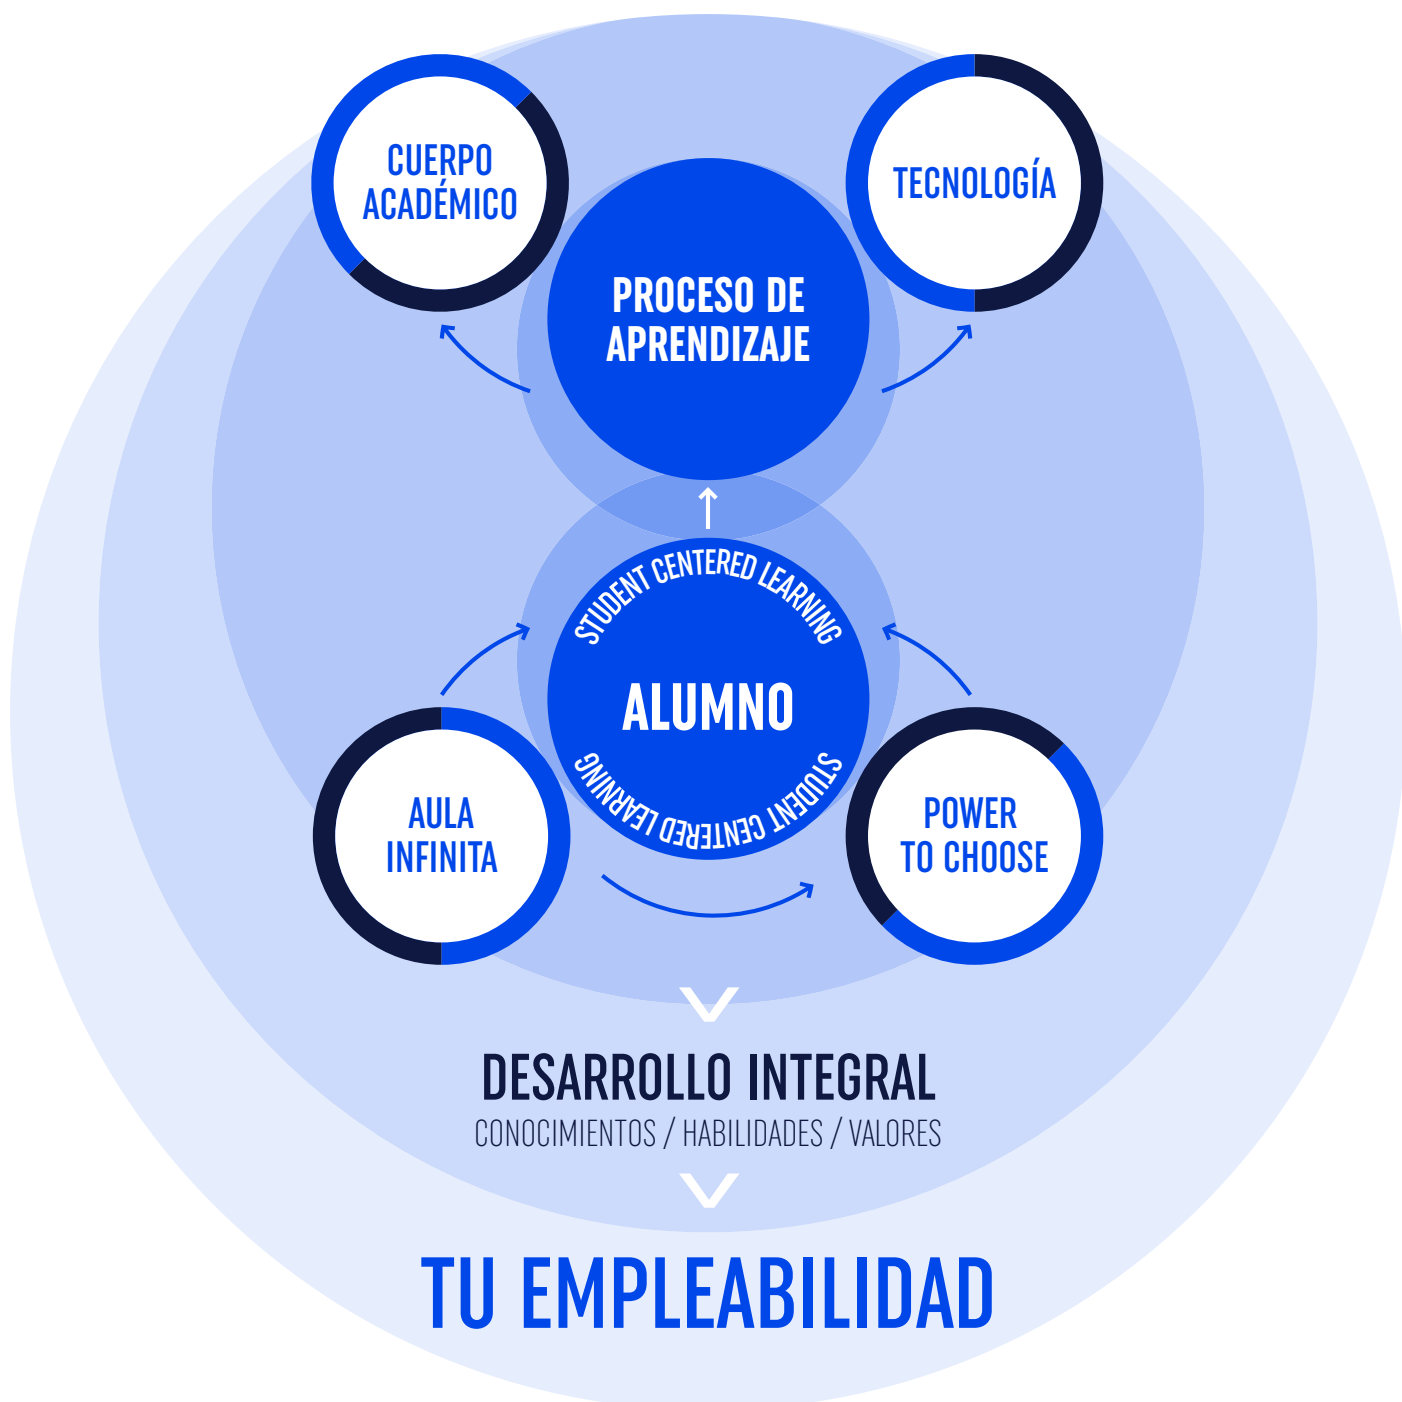 CUERPO
ACADÉMICO
TECNOLOGÍA
PROCESO DE
APRENDIZAJE
STUDENT CENTERED LEARNING
ALUMNO
STUDENT CENTERED LEARNING
AULA
INFINITA
POWER
TO CHOOSE
DESARROLLO INTEGRAL
CONOCIMIENTOS / HABILIDADES / VALORES
TU EMPLEABILIDAD